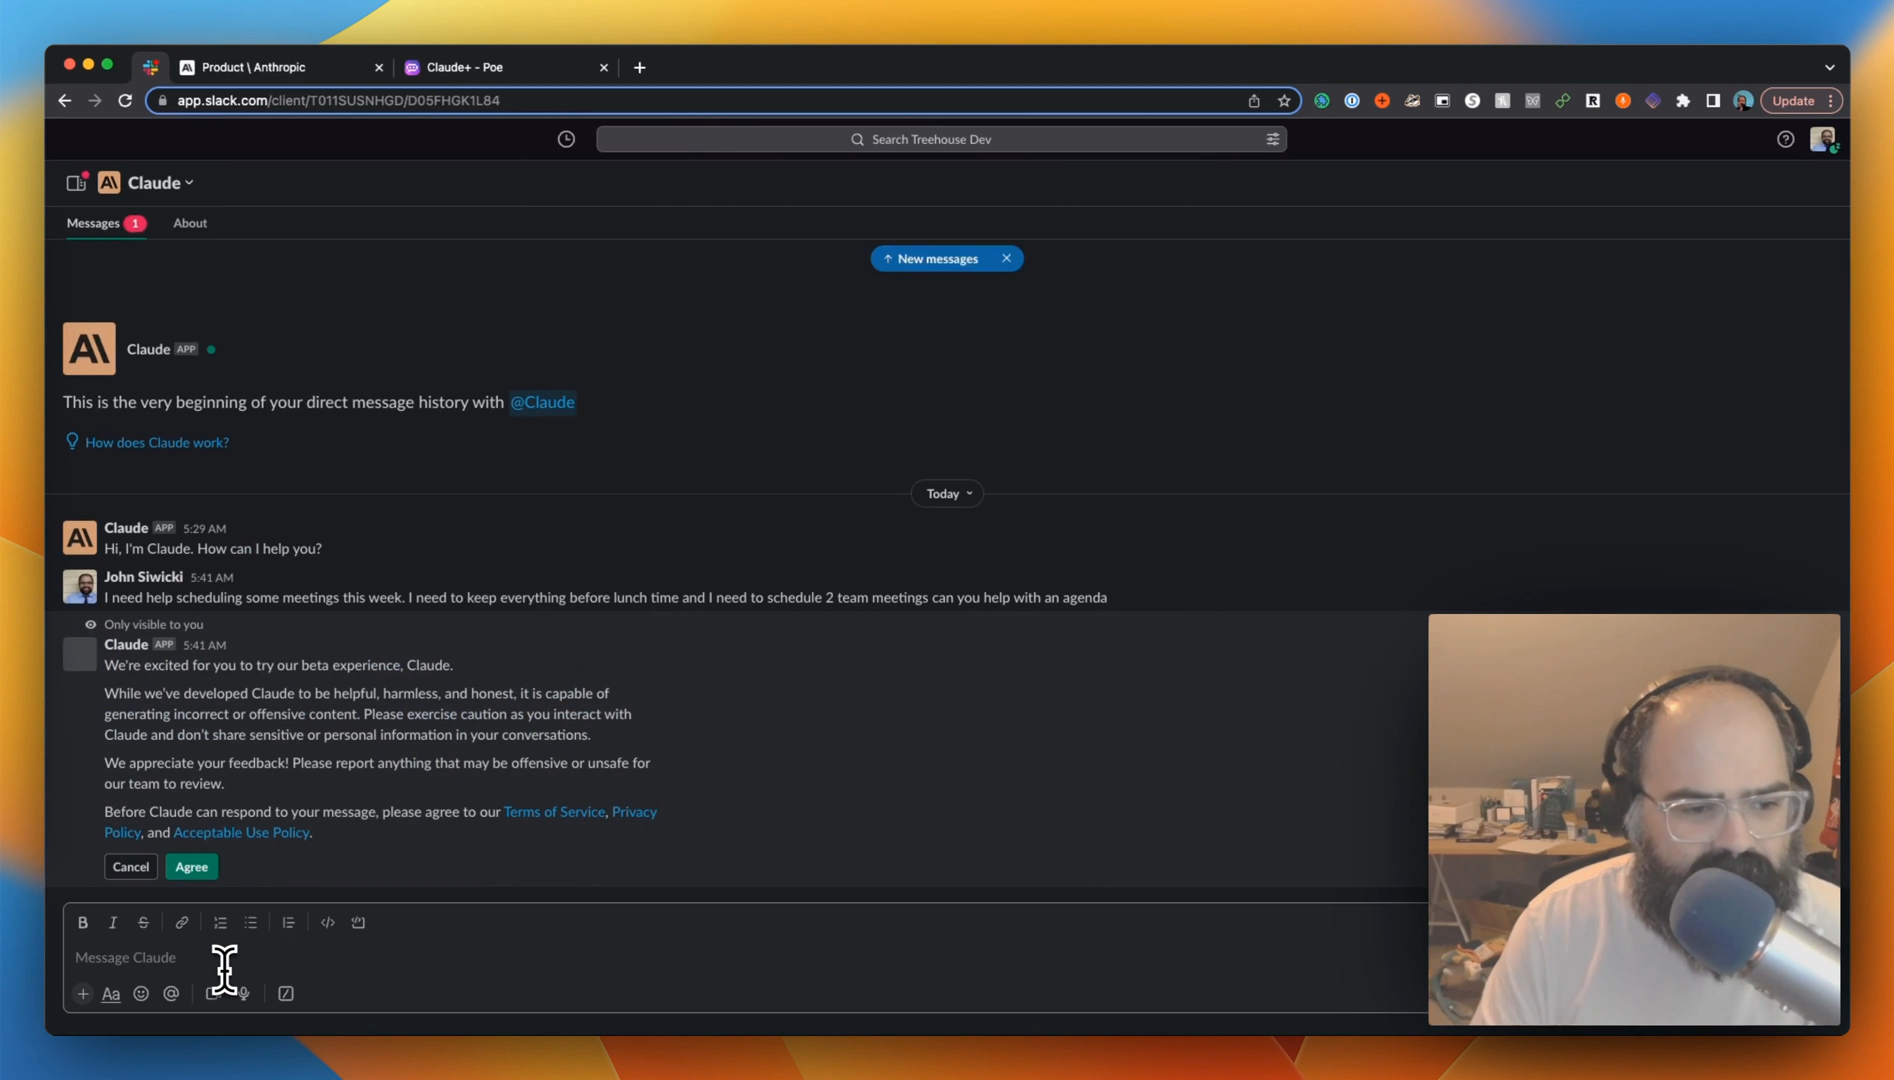 Product \ Anthropic
Claude+ - Poe
app.slack.com/client/T011SUSNHGD/D05FHGK1L84
Update
Search Treehouse Dev
Claude
Messages 1
About
New messages
Claude APP
This is the very beginning of your direct message history with @Claude
How does Claude work?
Today
Claude APP 5:29 AM
Hi, I'm Claude. How can I help you?
John Siwicki 5:41 AM
I need help scheduling some meetings this week. I need to keep everything before lunch time and I need to schedule 2 team meetings can you help with an agenda
Only visible to you
Claude APP 5:41 AM
We're excited for you to try our beta experience, Claude.
While we've developed Claude to be helpful, harmless, and honest, it is capable of
generating incorrect or offensive content. Please exercise caution as you interact with
Claude and don't share sensitive or personal information in your conversations.
We appreciate your feedback! Please report anything that may be offensive or unsafe for
our team to review.
Before Claude can respond to your message, please agree to our Terms of Service, Privacy
Policy, and Acceptable Use Policy.
Cancel
Agree
Message Claude